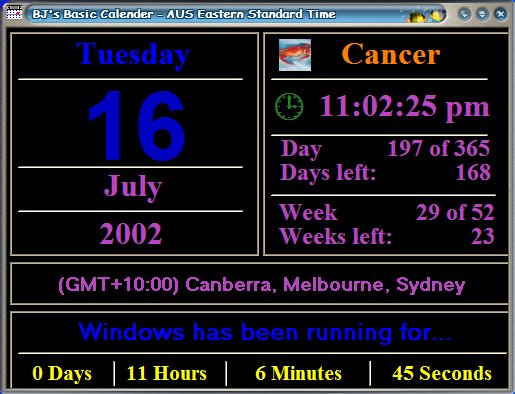 BJ's Basic Calender - AUS Eastern Standard Time
Tuesday
16
July
2002
Cancer
11:02:25 pm
Day 197 of 365
Days left: 168
Week 29 of 52
Weeks left: 23
(GMT+10:00) Canberra, Melbourne, Sydney
Windows has been running for...
0 Days 11 Hours 6 Minutes 45 Seconds